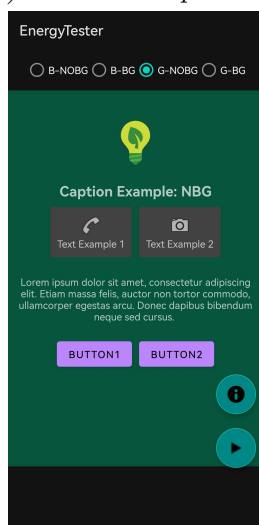 EnergyTester
B-NOBG B-BG G-NOBG G-BG
Caption Example: NBG
Text Example 1 Text Example 2
Lorem ipsum dolor sit amet, consectetur adipiscing
elit. Etiam massa felis, auctor non tortor commodo,
ullamcorper egestas arcu. Donec dapibus bibendum
neque sed cursus.
BUTTON1 BUTTON2